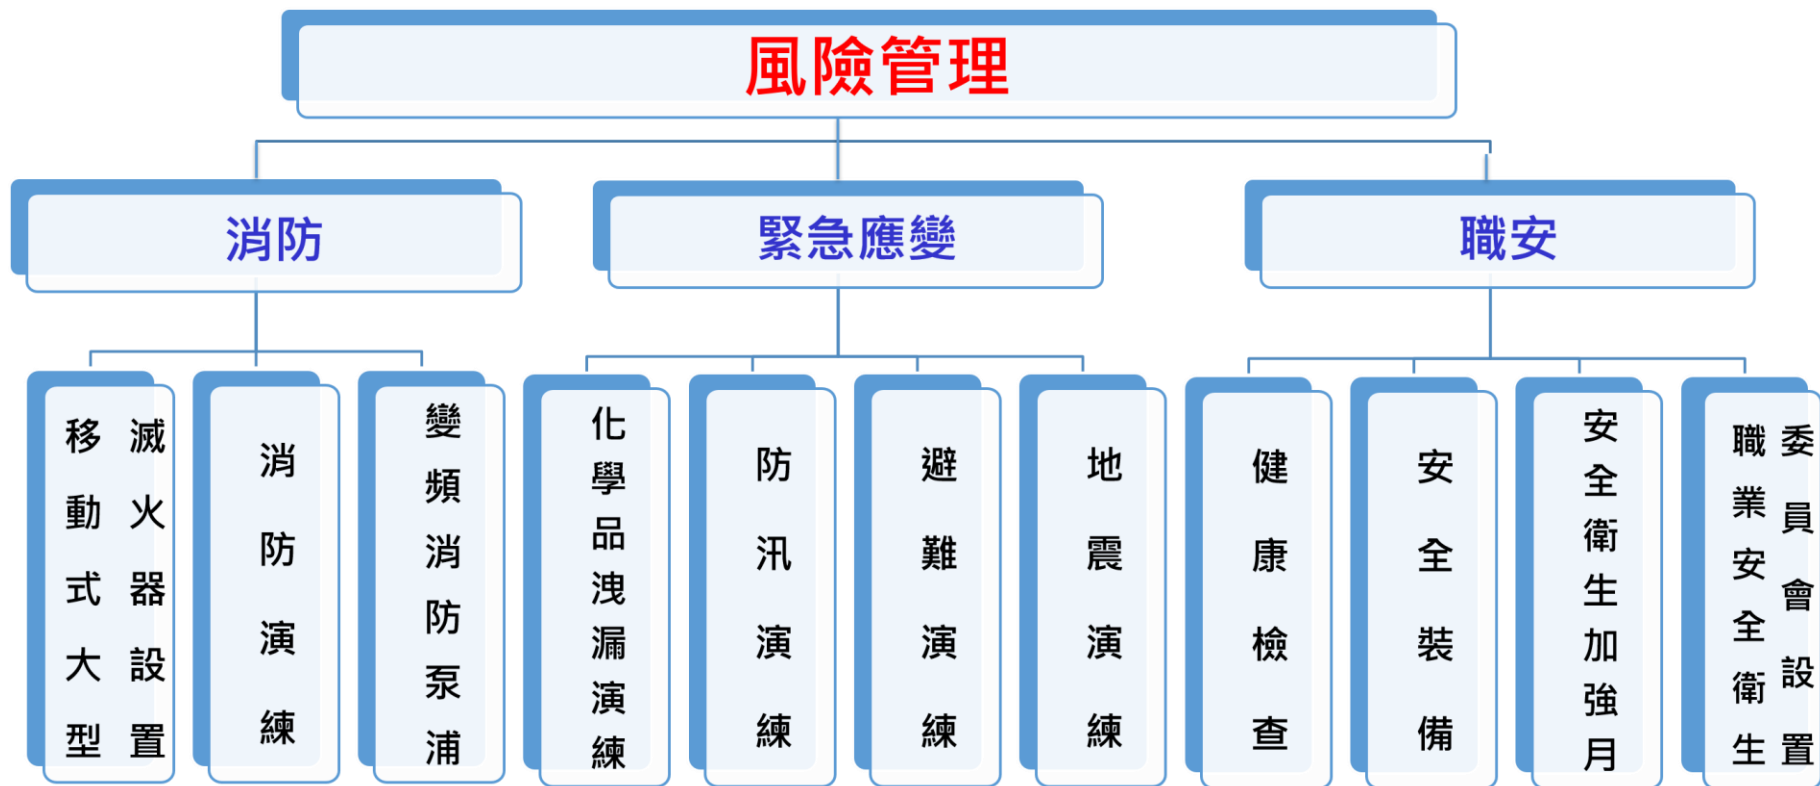 風險管理
消防
緊急應變
職安
移動式大型
滅火器設置
消防演練
變頻消防泵浦
化學品洩漏演練
防汛演練
避難演練
地震演練
健康檢查
安全裝備
安全衛生加強月
職業安全衛生
委員會設置